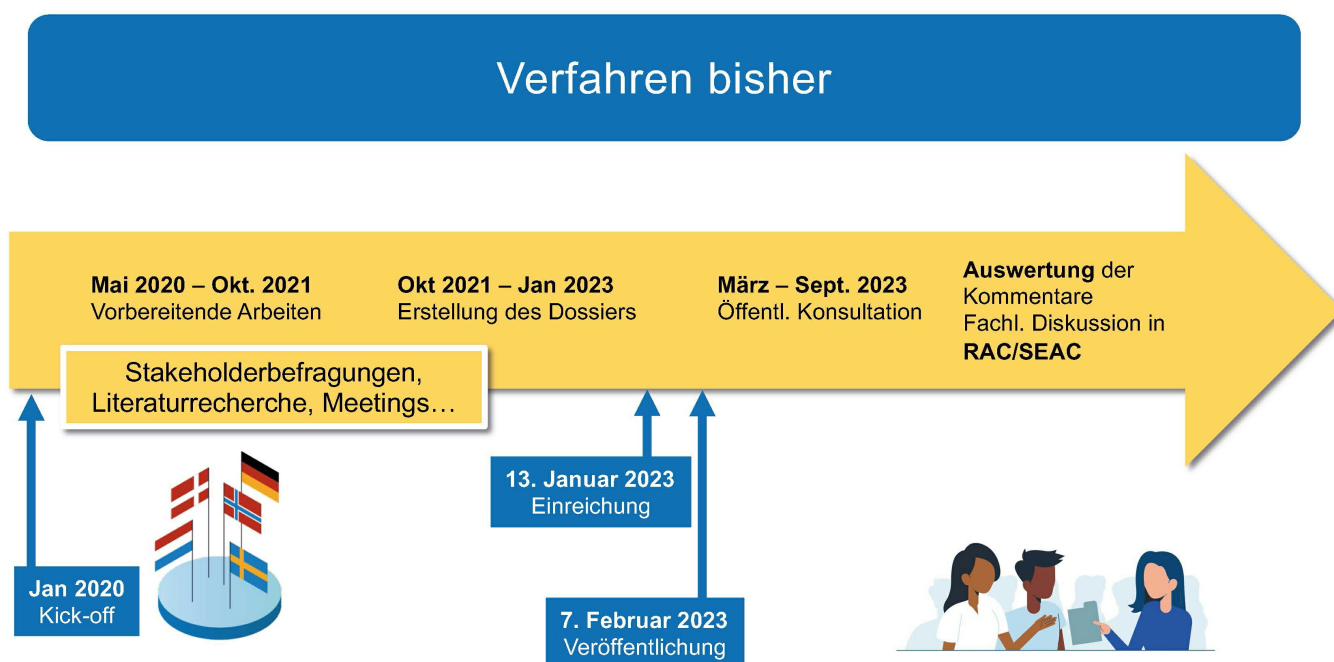 Verfahren bisher
Mai 2020 – Okt. 2021
Vorbereitende Arbeiten
Okt 2021 – Jan 2023
Erstellung des Dossiers
März – Sept. 2023
Öffentl. Konsultation
Auswertung der
Kommentare
Fachl. Diskussion in
RAC/SEAC
Stakeholderbefragungen,
Literaturrecherche, Meetings…
13. Januar 2023
Einreichung
Jan 2020
Kick-off
7. Februar 2023
Veröffentlichung